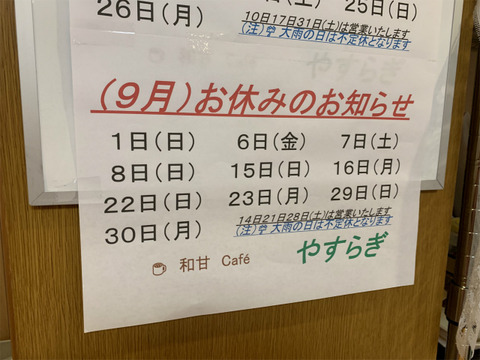 26日(月) 25日(日)
10日17日31日(土)は営業いたします
(注)☂ 大雨の日は不定休となります
やすらぎ
(9月)お休みのお知らせ
1日(日) 6日(金) 7日(土)
8日(日) 15日(日) 16日(月)
22日(日) 23日(月) 29日(日)
30日(月) 14日21日28日(土)は営業いたします
(注)☂ 大雨の日は不定休となります
和甘 Café やすらぎ